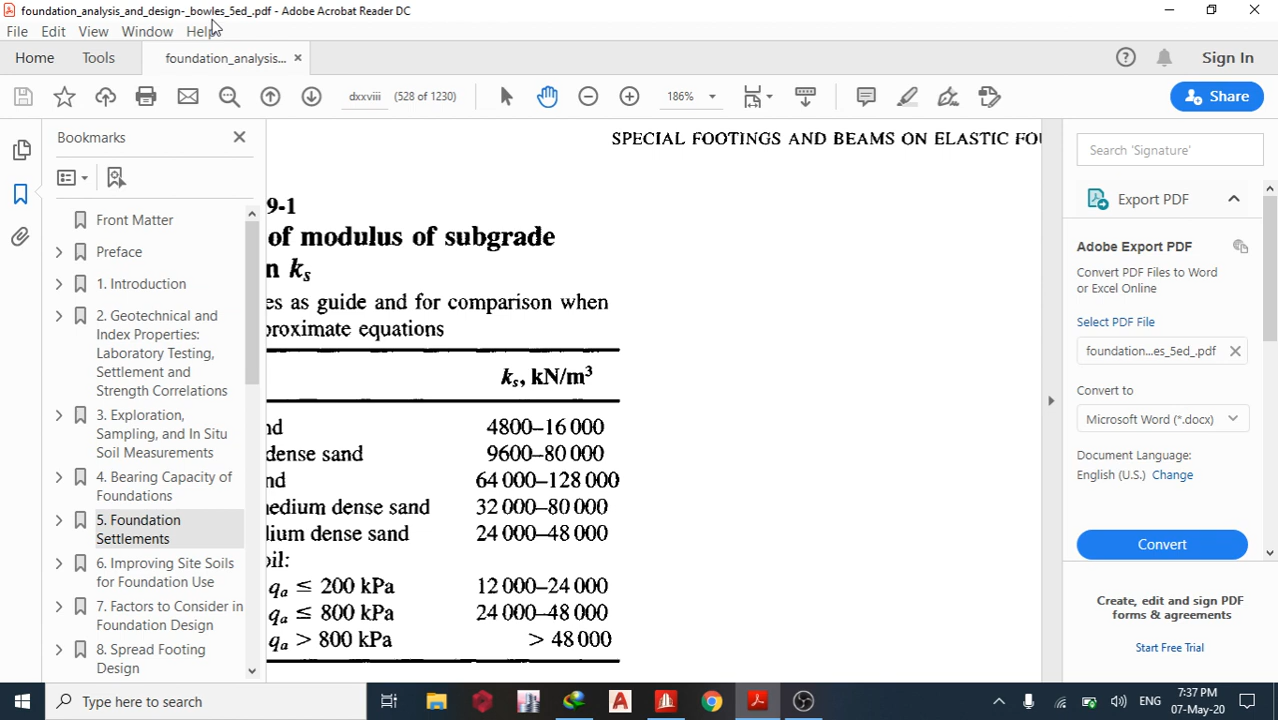 foundation_analysis_and_design-_bowles_5ed_.pdf - Adobe Acrobat Reader DC
File Edit View Window Help
Home Tools foundation_analysis... × Sign In
dxxviii (528 of 1230) 186% Share
Bookmarks
Front Matter
Preface
1. Introduction
2. Geotechnical and
Index Properties:
Laboratory Testing,
Settlement and
Strength Correlations
3. Exploration,
Sampling, and In Situ
Soil Measurements
4. Bearing Capacity of
Foundations
5. Foundation
Settlements
6. Improving Site Soils
for Foundation Use
7. Factors to Consider in
Foundation Design
8. Spread Footing
Design
SPECIAL FOOTINGS AND BEAMS ON ELASTIC FOU
9-1
of modulus of subgrade
n ks
es as guide and for comparison when
proximate equations
ks, kN/m³
nd 4800–16 000
dense sand 9600–80 000
nd 64 000–128 000
nedium dense sand 32 000–80 000
lium dense sand 24 000–48 000
oil:
qa ≤ 200 kPa 12 000–24 000
qa ≤ 800 kPa 24 000–48 000
qa > 800 kPa > 48 000
Search 'Signature'
Export PDF
Adobe Export PDF
Convert PDF Files to Word
or Excel Online
Select PDF File
foundation...es_5ed_.pdf
Convert to
Microsoft Word (*.docx)
Document Language:
English (U.S.) Change
Convert
Create, edit and sign PDF
forms & agreements
Start Free Trial
Type here to search
ENG
7:37 PM
07-May-20